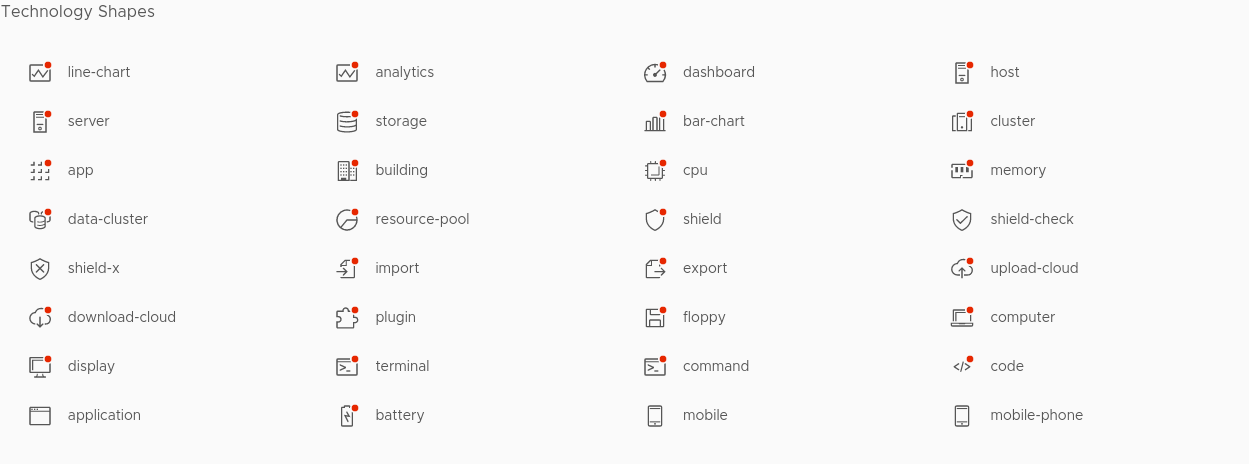 Technology Shapes
line-chart analytics dashboard host
server storage bar-chart cluster
app building cpu memory
data-cluster resource-pool shield shield-check
shield-x import export upload-cloud
download-cloud plugin floppy computer
display terminal command code
application battery mobile mobile-phone